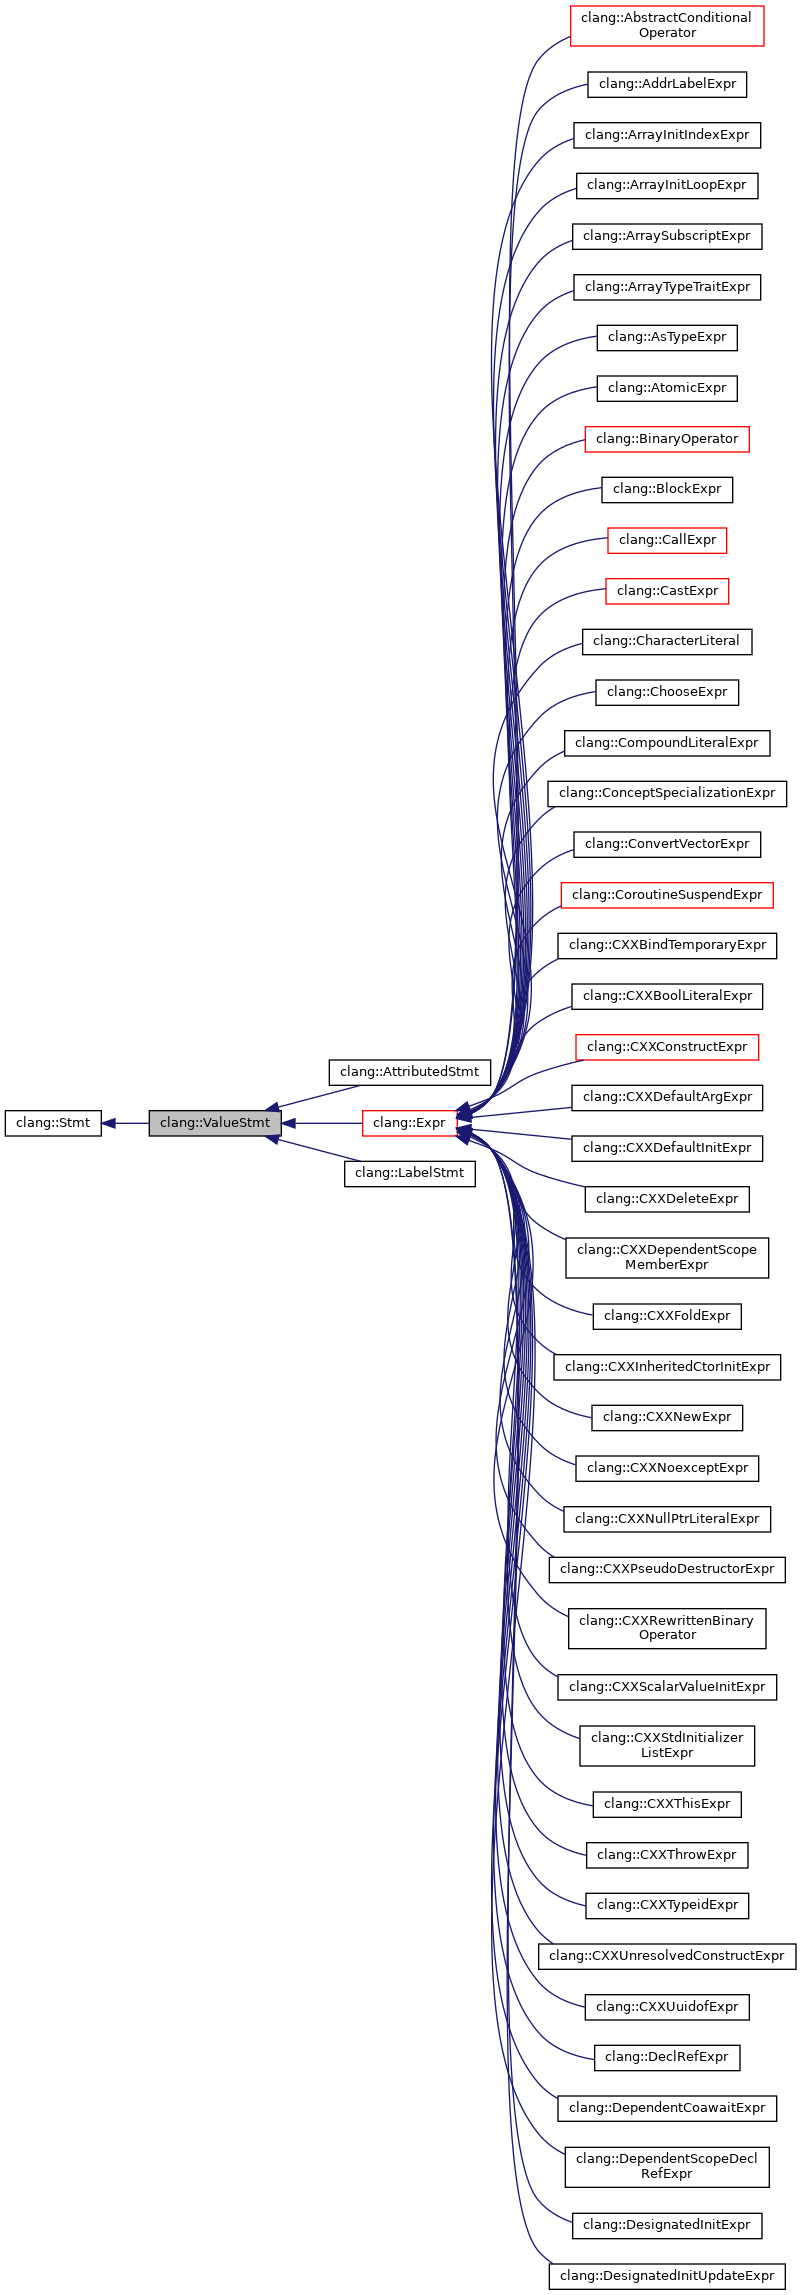 clang::AbstractConditional
Operator
clang::AddrLabelExpr
clang::ArrayInitIndexExpr
clang::ArrayInitLoopExpr
clang::ArraySubscriptExpr
clang::ArrayTypeTraitExpr
clang::AsTypeExpr
clang::AtomicExpr
clang::BinaryOperator
clang::BlockExpr
clang::CallExpr
clang::CastExpr
clang::CharacterLiteral
clang::ChooseExpr
clang::CompoundLiteralExpr
clang::ConceptSpecializationExpr
clang::ConvertVectorExpr
clang::CoroutineSuspendExpr
clang::CXXBindTemporaryExpr
clang::CXXBoolLiteralExpr
clang::CXXConstructExpr
clang::AttributedStmt
clang::CXXDefaultArgExpr
clang::Stmt
clang::ValueStmt
clang::Expr
clang::CXXDefaultInitExpr
clang::LabelStmt
clang::CXXDeleteExpr
clang::CXXDependentScope
MemberExpr
clang::CXXFoldExpr
clang::CXXInheritedCtorInitExpr
clang::CXXNewExpr
clang::CXXNoexceptExpr
clang::CXXNullPtrLiteralExpr
clang::CXXPseudoDestructorExpr
clang::CXXRewrittenBinary
Operator
clang::CXXScalarValueInitExpr
clang::CXXStdInitializer
ListExpr
clang::CXXThisExpr
clang::CXXThrowExpr
clang::CXXTypeidExpr
clang::CXXUnresolvedConstructExpr
clang::CXXUuidofExpr
clang::DeclRefExpr
clang::DependentCoawaitExpr
clang::DependentScopeDecl
RefExpr
clang::DesignatedInitExpr
clang::DesignatedInitUpdateExpr